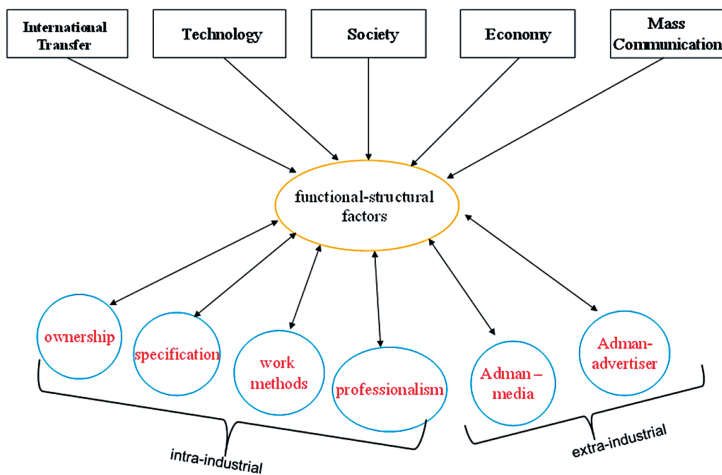 International
Transfer
Technology
Society
Economy
Mass
Communication
functional-structural
factors
ownership
specification
work
methods
professionalism
Adman –
media
Adman-
advertiser
intra-industrial
extra-industrial